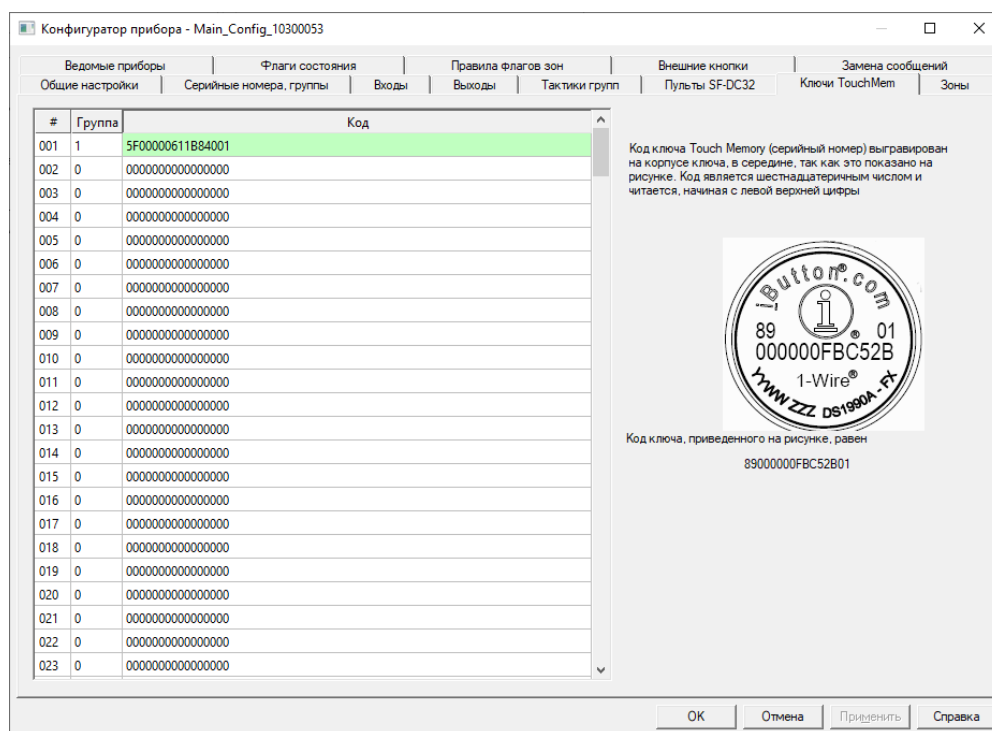 Конфигуратор прибора - Main_Config_10300053
Ведомые приборы Флаги состояния Правила флагов зон Внешние кнопки Замена сообщений
Общие настройки Серийные номера, группы Входы Выходы Тактики групп Пульты SF-DC32 Ключи TouchMem Зоны
# Группа Код
001 1 5F00000611B84001
002 0 0000000000000000
003 0 0000000000000000
004 0 0000000000000000
005 0 0000000000000000
006 0 0000000000000000
007 0 0000000000000000
008 0 0000000000000000
009 0 0000000000000000
010 0 0000000000000000
011 0 0000000000000000
012 0 0000000000000000
013 0 0000000000000000
014 0 0000000000000000
015 0 0000000000000000
016 0 0000000000000000
017 0 0000000000000000
018 0 0000000000000000
019 0 0000000000000000
020 0 0000000000000000
021 0 0000000000000000
022 0 0000000000000000
023 0 0000000000000000
Код ключа Touch Memory (серийный номер) выгравирован
на корпусе ключа, в середине, так как это показано на
рисунке. Код является шестнадцатеричным числом и
читается, начиная с левой верхней цифры
iButton®.com
i®
89 01
000000FBC52B
1-Wire®
YYWW ZZZ DS1990A - FX
Код ключа, приведенного на рисунке, равен
89000000FBC52B01
OK Отмена Применить Справка